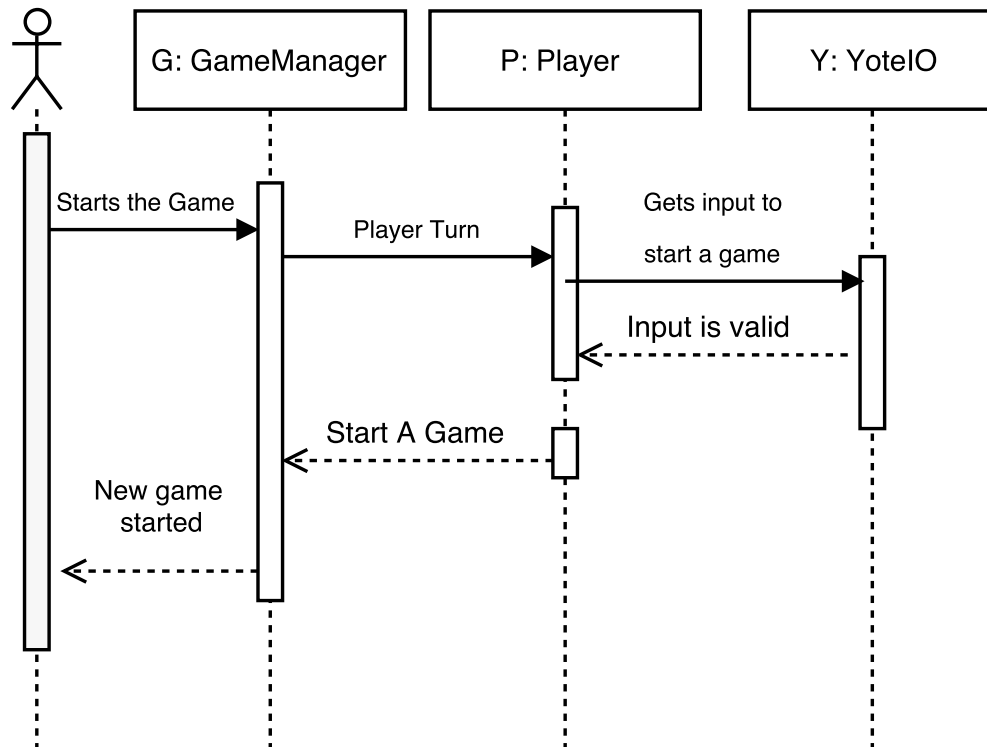 G: GameManager
P: Player
Y: YoteIO
Starts the Game
Player Turn
Gets input to
start a game
Input is valid
Start A Game
New game
started